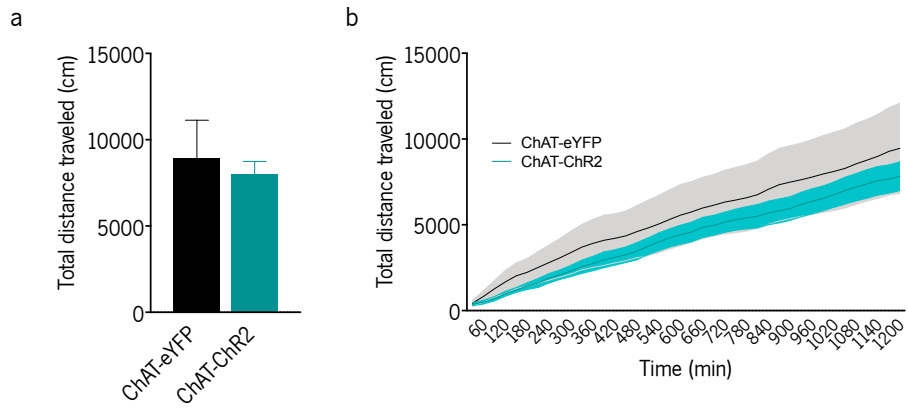 a
Total distance traveled (cm)
15000
10000
5000
0
ChAT-eYFP
ChAT-ChR2
b
Total distance traveled (cm)
15000
10000
5000
0
ChAT-eYFP
ChAT-ChR2
60 120 180 240 300 360 420 480 540 600 660 720 780 840 900 960 1020 1080 1140 1200
Time (min)